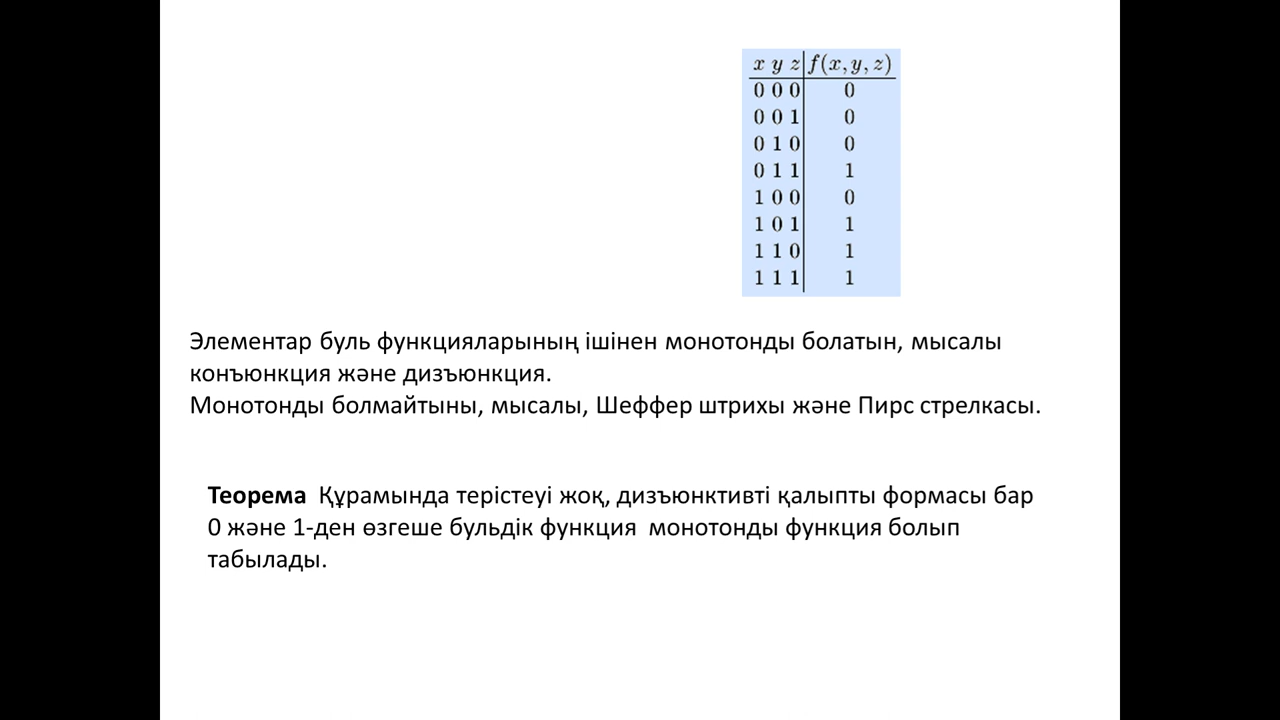 x y z f(x, y, z)
0 0 0 0
0 0 1 0
0 1 0 0
0 1 1 1
1 0 0 0
1 0 1 1
1 1 0 1
1 1 1 1
Элементар буль функцияларының ішінен монотонды болатын, мысалы
конъюнкция және дизъюнкция.
Монотонды болмайтыны, мысалы, Шеффер штрихы және Пирс стрелкасы.
Теорема Құрамында терістеуі жоқ, дизъюнктивті қалыпты формасы бар
0 және 1-ден өзгеше бульдік функция монотонды функция болып
табылады.